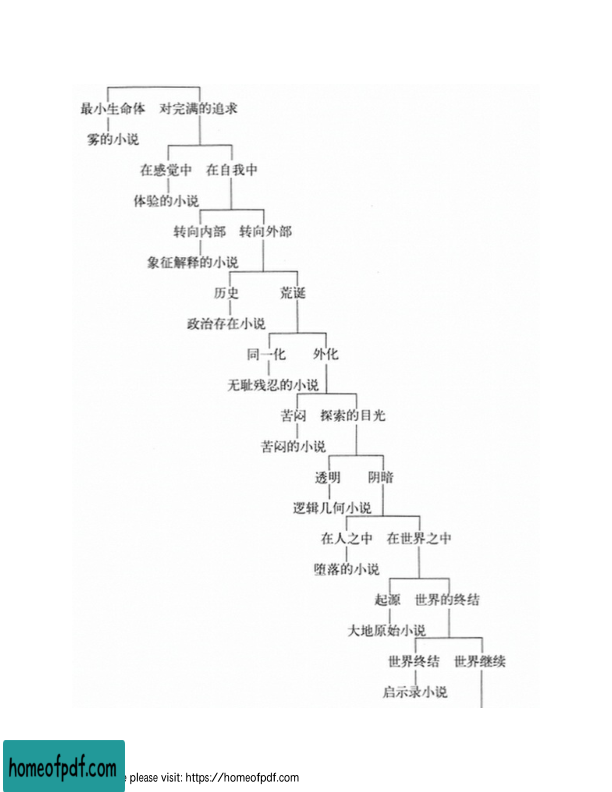 最小生命体 对完满的追求
雾的小说
在感觉中 在自我中
体验的小说
转向内部 转向外部
象征解释的小说
历史 荒诞
政治存在小说
同一化 外化
无耻残忍的小说
苦闷 探索的目光
苦闷的小说
透明 阴暗
逻辑几何小说
在人之中 在世界之中
堕落的小说
起源 世界的终结
大地原始小说
世界终结 世界继续
启示录小说
homeofpdf.com
please visit: https://homeofpdf.com